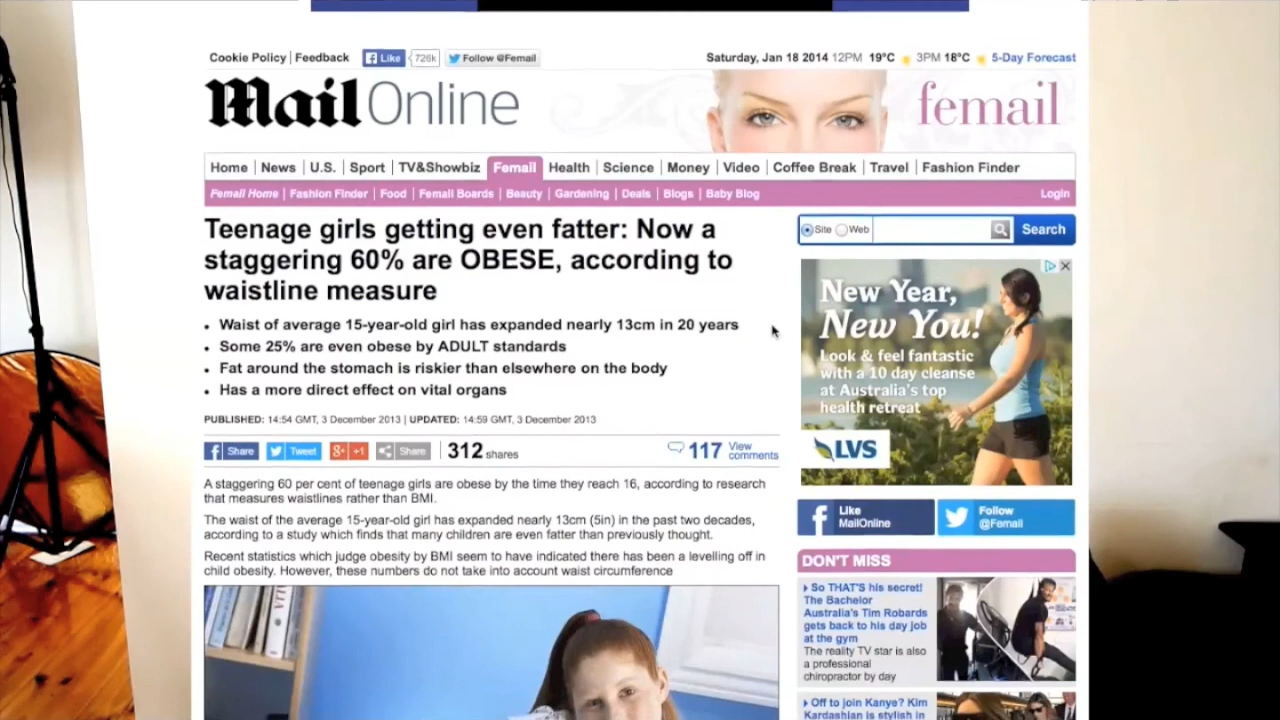 Cookie Policy | Feedback Like 726k Follow @Femail
Saturday, Jan 18 2014 12PM 19°C 3PM 18°C 5-Day Forecast
Mail Online
femail
Home News U.S. Sport TV&Showbiz Femail Health Science Money Video Coffee Break Travel Fashion Finder
Femail Home Fashion Finder Food Femail Boards Beauty Gardening Deals Blogs Baby Blog Login
Teenage girls getting even fatter: Now a
staggering 60% are OBESE, according to
waistline measure
• Waist of average 15-year-old girl has expanded nearly 13cm in 20 years
• Some 25% are even obese by ADULT standards
• Fat around the stomach is riskier than elsewhere on the body
• Has a more direct effect on vital organs
PUBLISHED: 14:54 GMT, 3 December 2013 | UPDATED: 14:59 GMT, 3 December 2013
Share Tweet +1 Share 312 shares
117 View
comments
A staggering 60 per cent of teenage girls are obese by the time they reach 16, according to research
that measures waistlines rather than BMI.
The waist of the average 15-year-old girl has expanded nearly 13cm (5in) in the past two decades,
according to a study which finds that many children are even fatter than previously thought.
Recent statistics which judge obesity by BMI seem to have indicated there has been a levelling off in
child obesity. However, these numbers do not take into account waist circumference
Site Web Search
New Year,
New You!
Look & feel fantastic
with a 10 day cleanse
at Australia's top
health retreat
LVS
Like
MailOnline
Follow
@Femail
DON'T MISS
So THAT'S his secret!
The Bachelor
Australia's Tim Robards
gets back to his day job
at the gym
The reality TV star is also
a professional
chiropractor by day
Off to join Kanye? Kim
Kardashian is stylish in